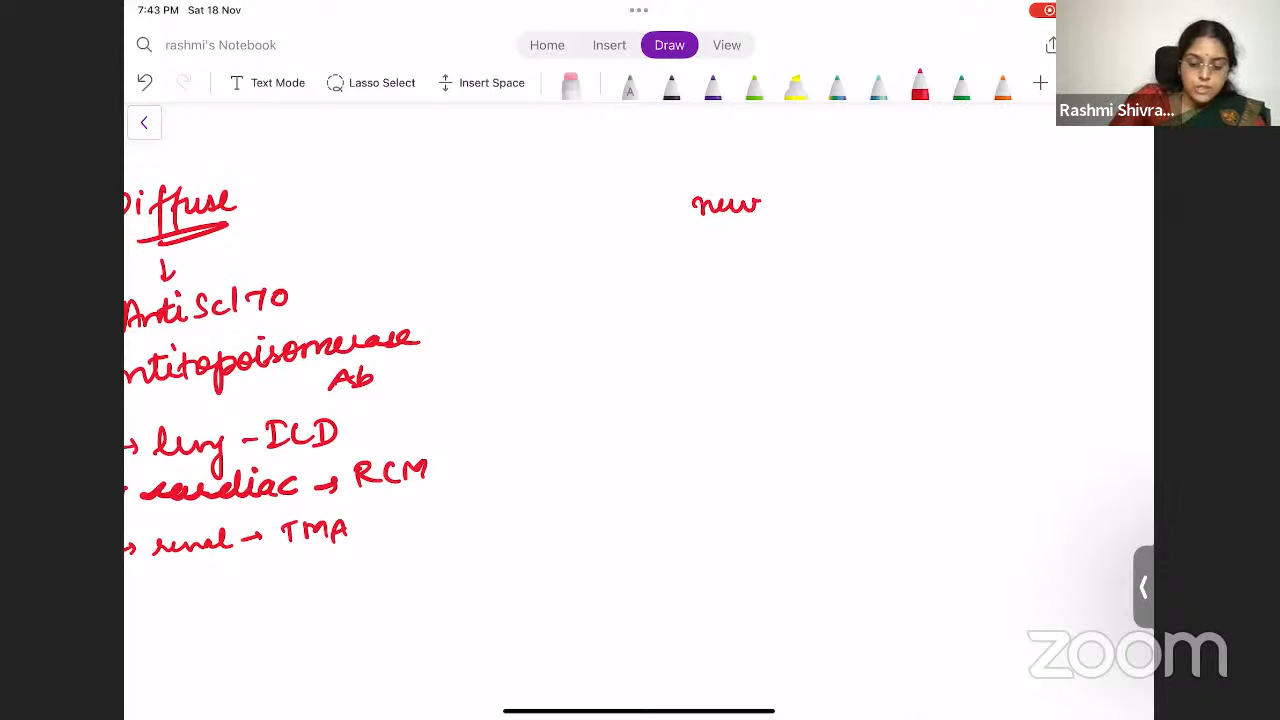 7:43 PM Sat 18 Nov
rashmi's Notebook
Home Insert Draw View
Text Mode Lasso Select Insert Space
A
Rashmi Shivra...
Diffuse
new
↓
Anti Scl 70
ntitopoisomerase
Ab
→ lung - ILD
cardiac → RCM
→ renal → TMA
zoom